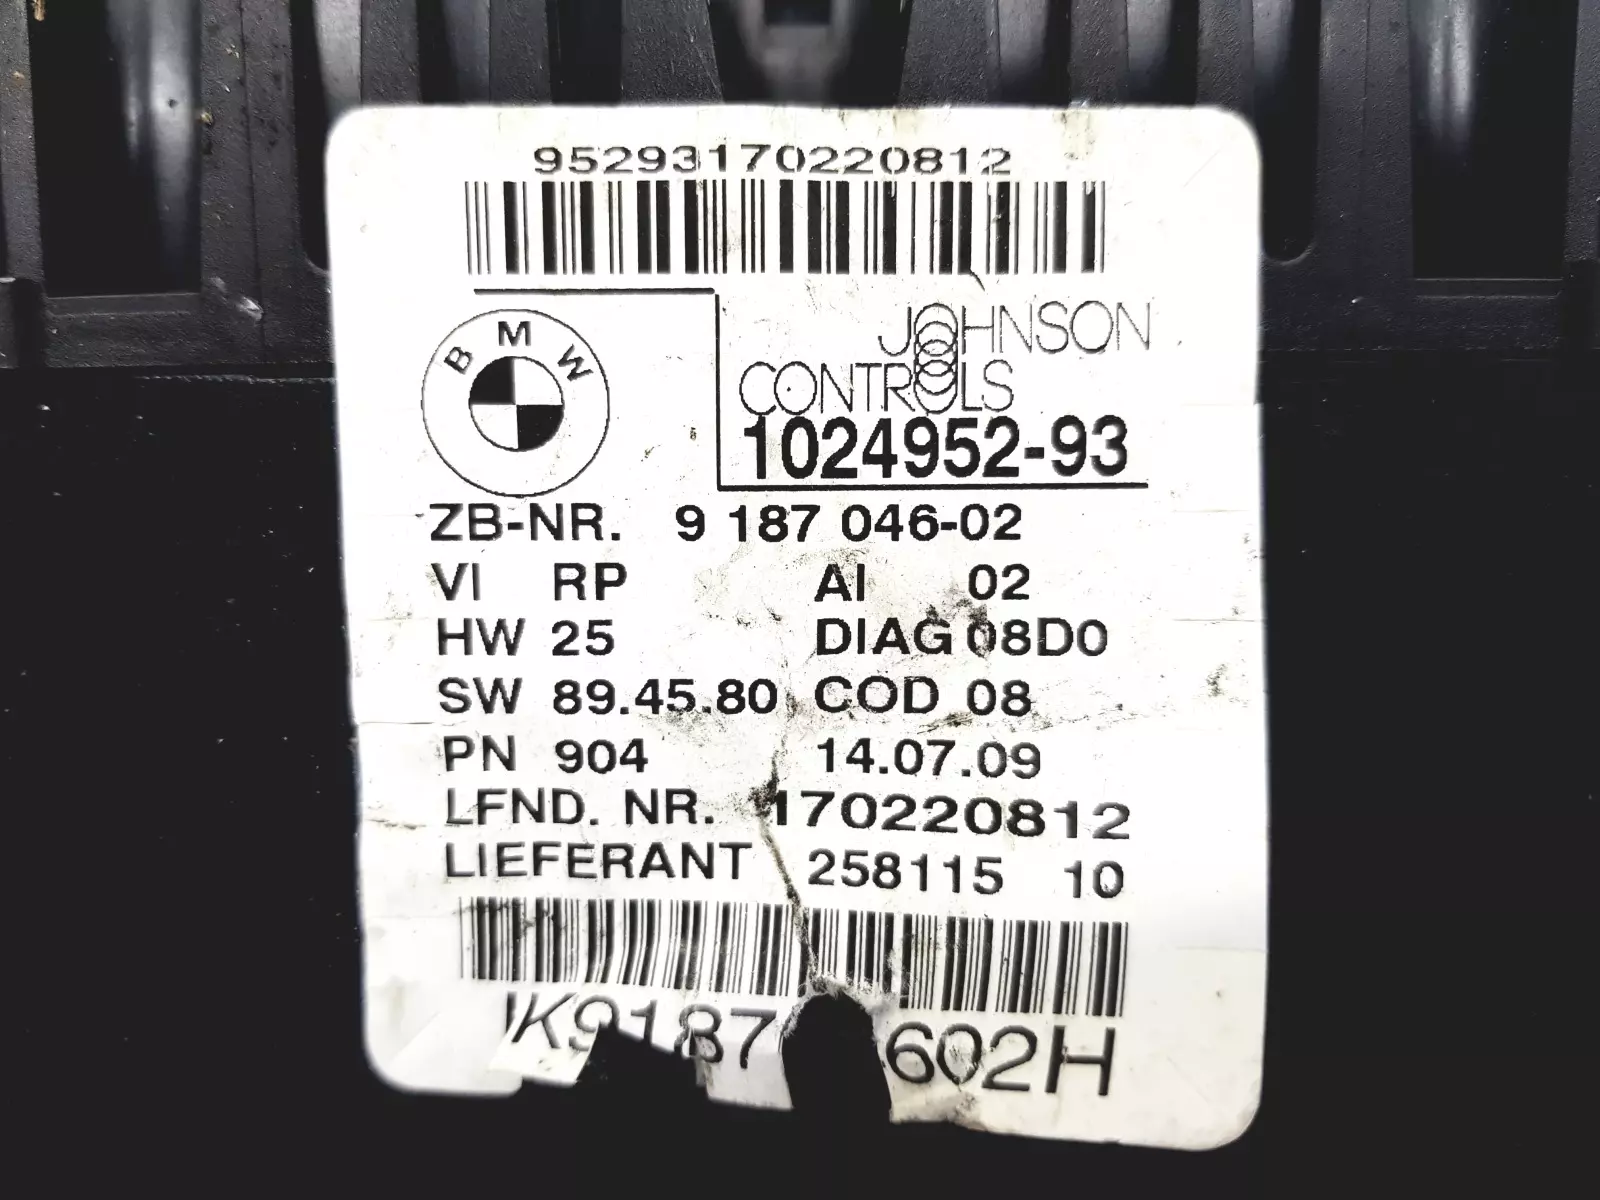 95293170220812
BMW
JOHNSON
CONTROLS
1024952-93
ZB-NR. 9 187 046-02
VI RP AI 02
HW 25 DIAG 08D0
SW 89.45.80 COD 08
PN 904 14.07.09
LFND. NR. 170220812
LIEFERANT 258115 10